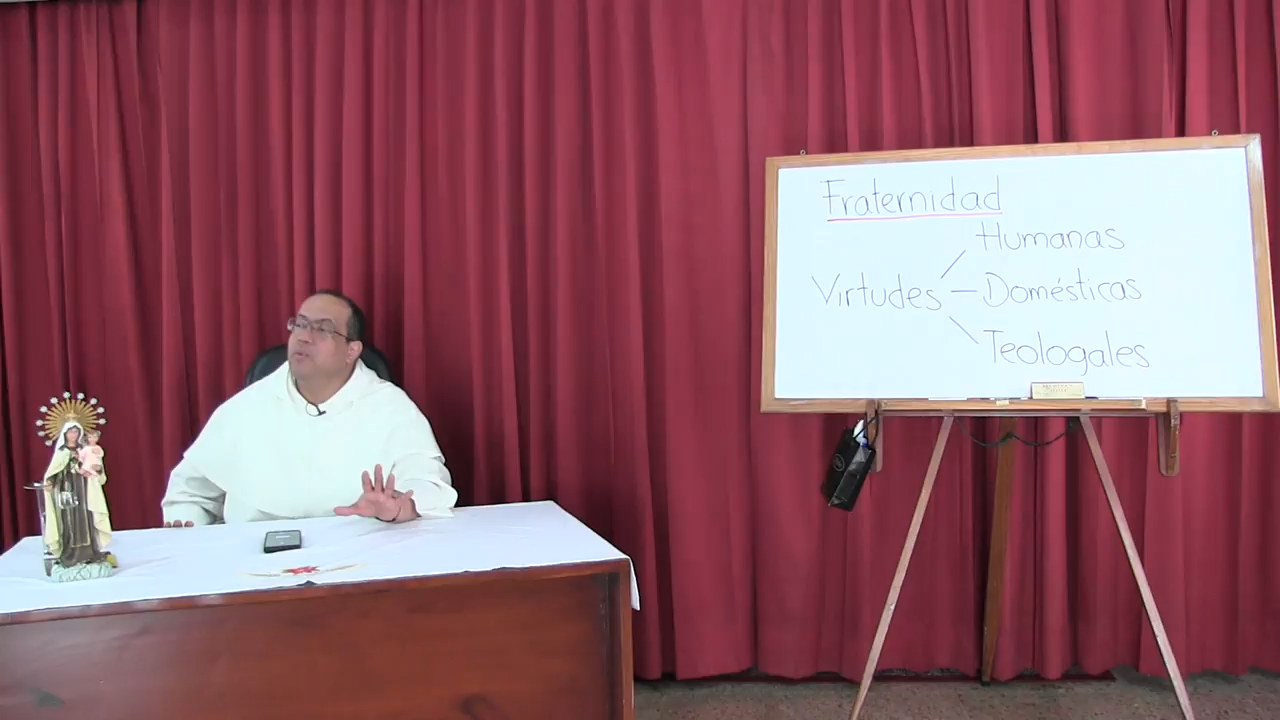 Fraternidad
Humanas
Virtudes — Domésticas
Teologales